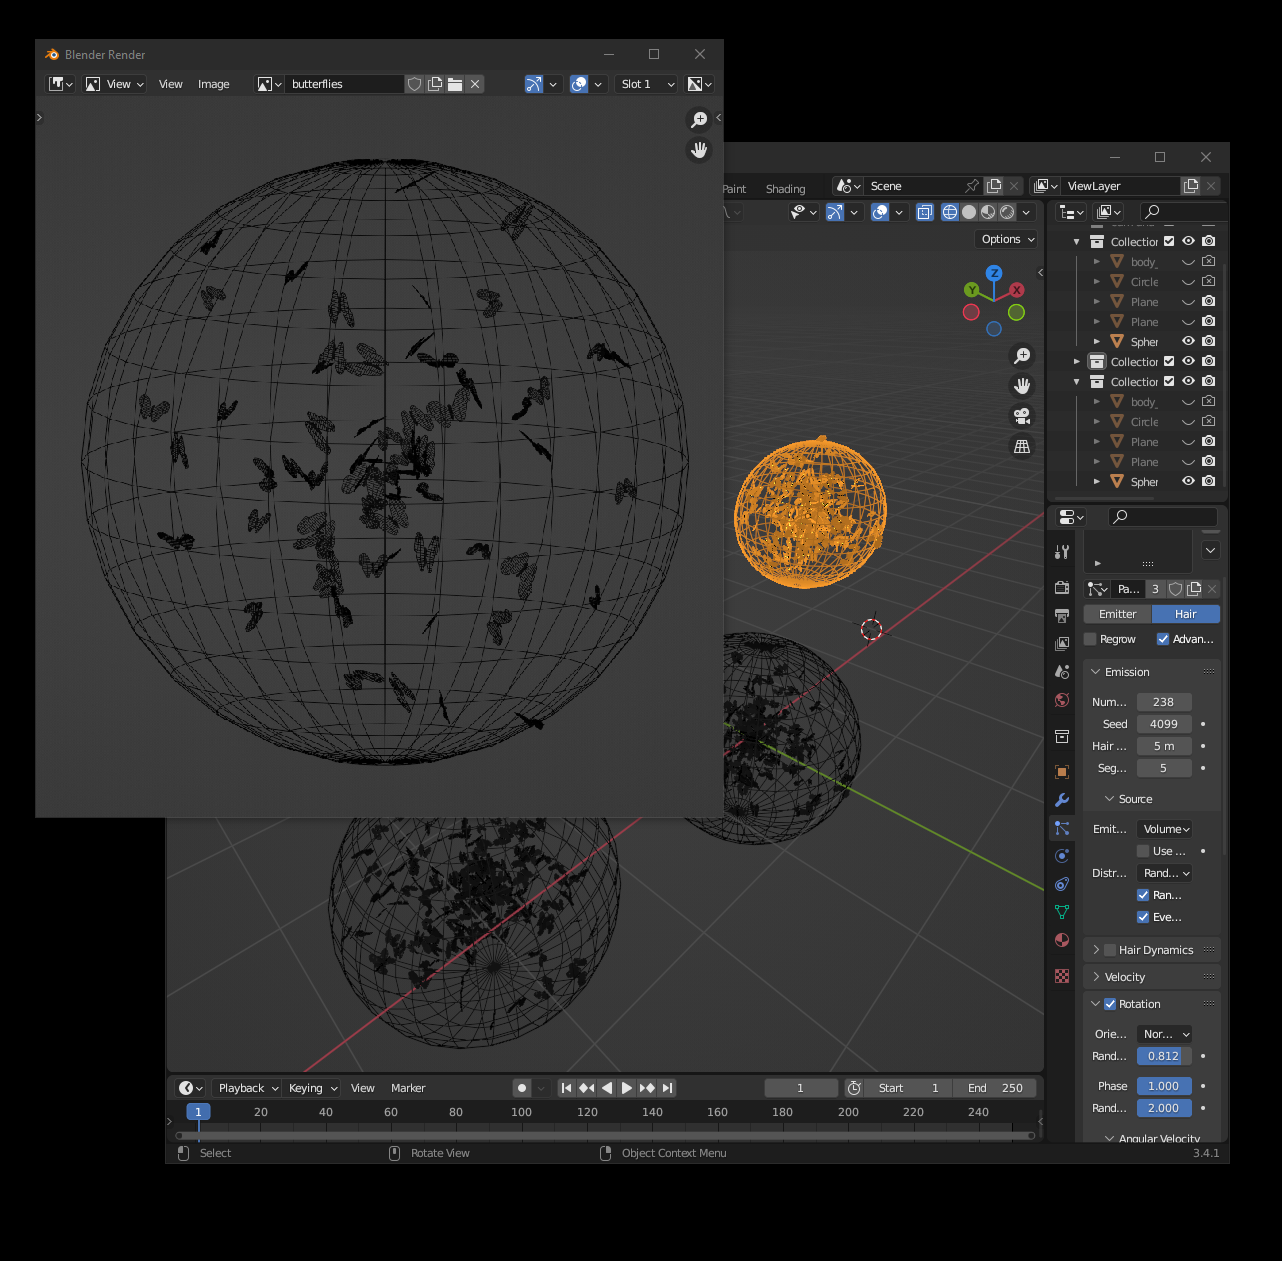 Blender Render
View View Image butterflies Slot 1
Paint Shading Scene ViewLayer
Options
Z
Y X
Collection
body_
Circle
Plane
Plane
Spher
Collection
Collection
body_
Circle
Plane
Plane
Spher
Pa... 3
Emitter Hair
Regrow Advan...
Emission
Num... 238
Seed 4099
Hair ... 5 m
Seg... 5
Source
Emit... Volume
Use ...
Distr... Rand...
Ran...
Eve...
Hair Dynamics
Velocity
Rotation
Orie... Nor...
Rand... 0.812
Phase 1.000
Rand... 2.000
Angular Velocity
Playback Keying View Marker 1 Start 1 End 250
1 20 40 60 80 100 120 140 160 180 200 220 240
Select Rotate View Object Context Menu 3.4.1